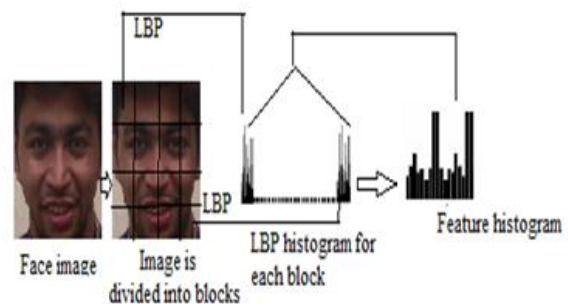 LBP
LBP
Face image
Image is
divided into blocks
LBP histogram for
each block
Feature histogram